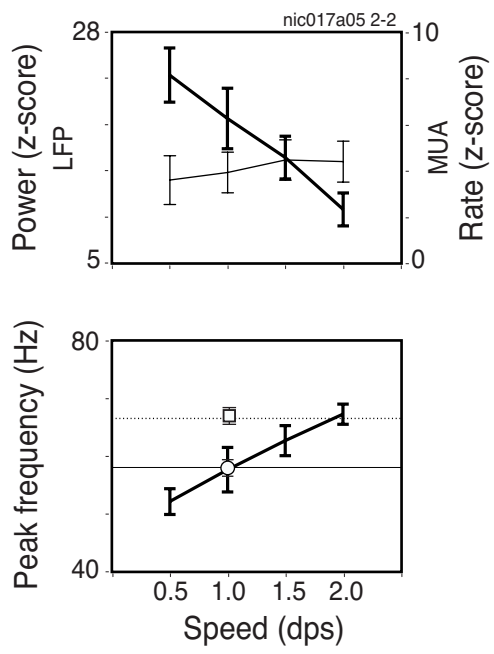 nic017a05 2-2
28
10
Power (z-score)
LFP
MUA
Rate (z-score)
5
0
80
Peak frequency (Hz)
40
0.5 1.0 1.5 2.0
Speed (dps)